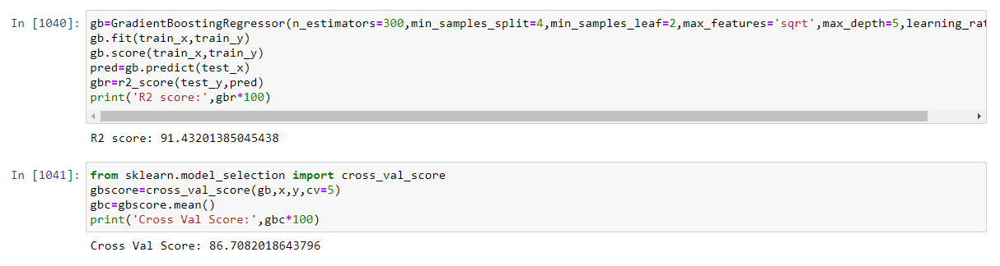 In [1040]: gb=GradientBoostingRegressor(n_estimators=300,min_samples_split=4,min_samples_leaf=2,max_features='sqrt',max_depth=5,learning_rat
gb.fit(train_x,train_y)
gb.score(train_x,train_y)
pred=gb.predict(test_x)
gbr=r2_score(test_y,pred)
print('R2 score:',gbr*100)
R2 score: 91.43201385045438
In [1041]: from sklearn.model_selection import cross_val_score
gbscore=cross_val_score(gb,x,y,cv=5)
gbc=gbscore.mean()
print('Cross Val Score:',gbc*100)
Cross Val Score: 86.7082018643796